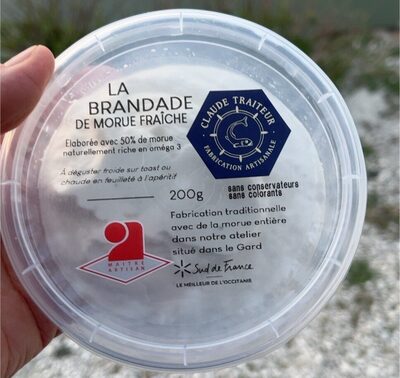 LA
BRANDADE
DE MORUE FRAÎCHE
Elaborée avec 50% de morue
naturellement riche en oméga 3
À déguster froide sur toast ou
chaude en feuilleté à l'apéritif
CLAUDE TRAITEUR
FABRICATION ARTISANALE
200g
sans conservateurs
sans colorants
Fabrication traditionnelle
avec de la morue entière
dans notre atelier
situé dans le Gard
MAITRE
ARTISAN
Sud de France
LE MEILLEUR DE L'OCCITANIE